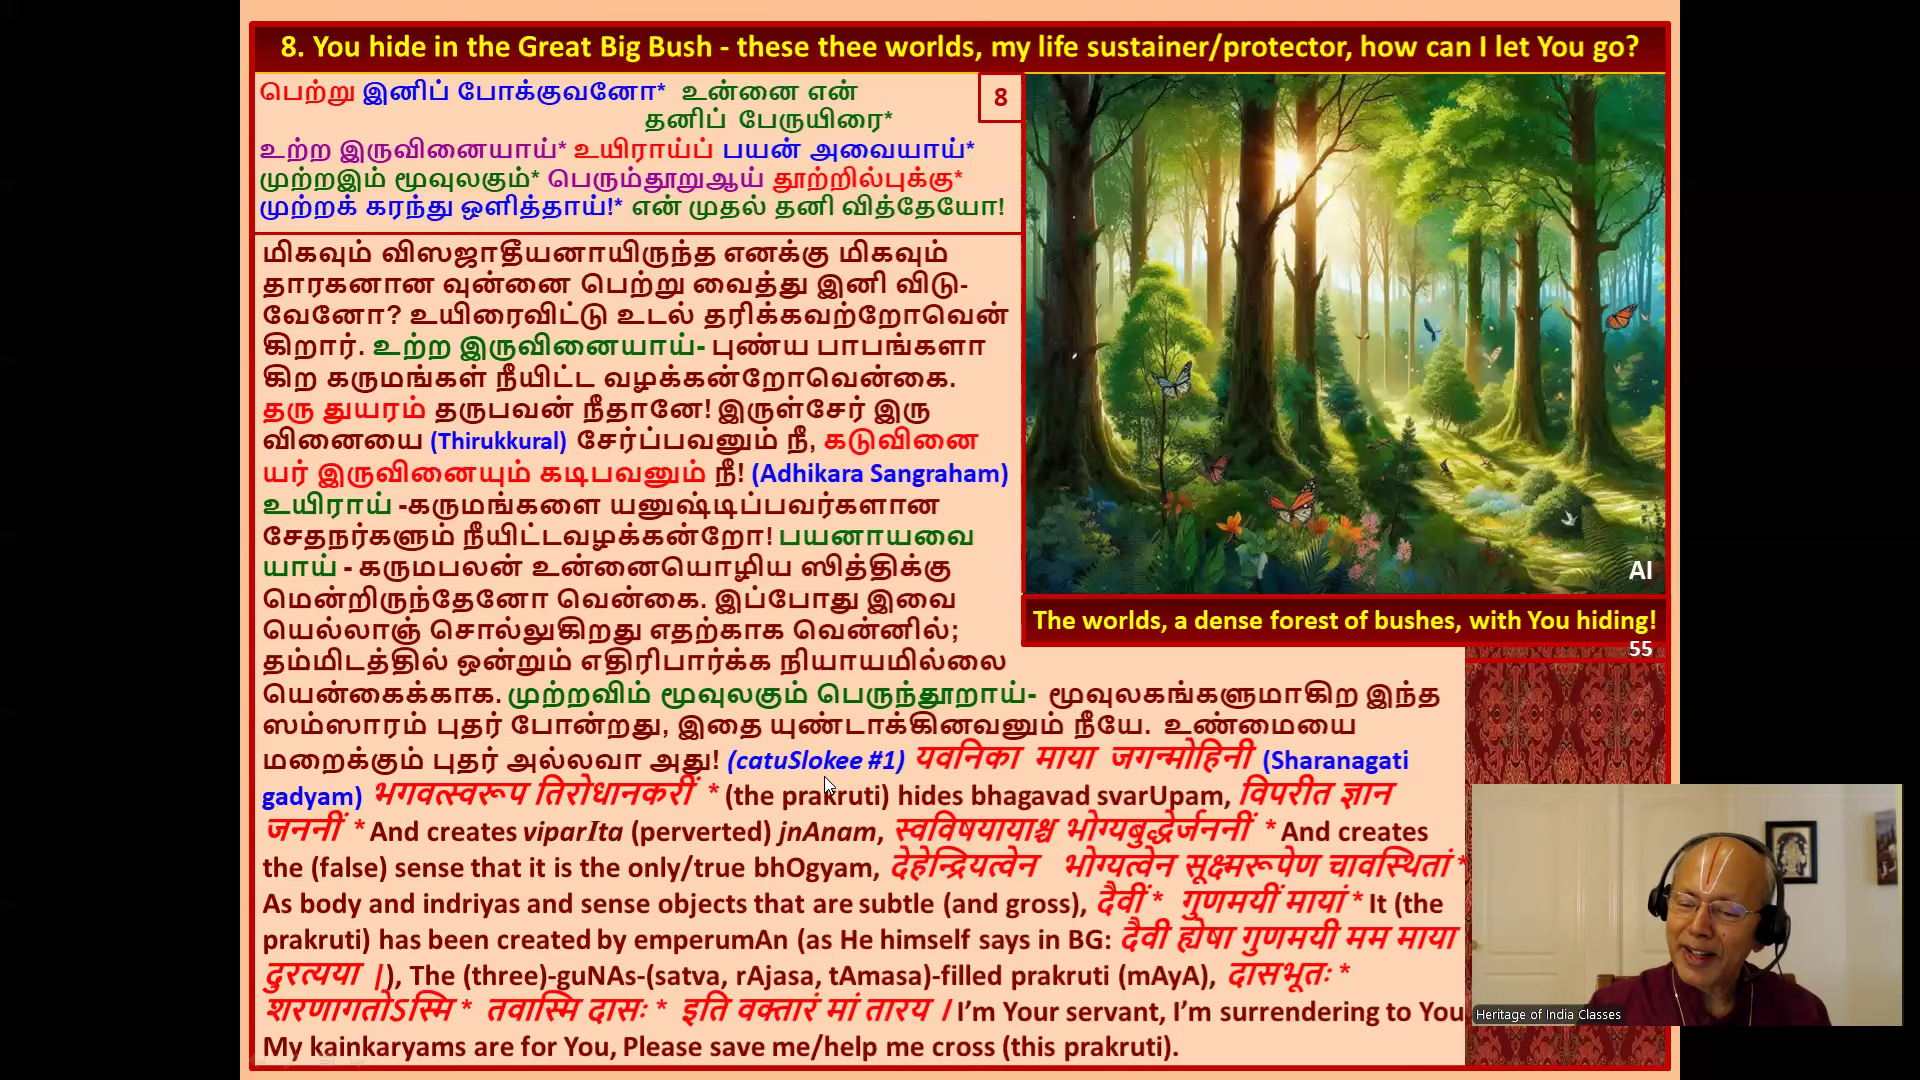 8. You hide in the Great Big Bush - these thee worlds, my life sustainer/protector, how can I let You go?
பெற்று இனிப் போக்குவனோ* உன்னை என்
தனிப் பேருயிரை*
8
உற்ற இருவினையாய்* உயிராய்ப் பயன் அவையாய்*
முற்றஇம் மூவுலகும்* பெரும்தூறுஆய் தூற்றில்புக்கு*
முற்றக் கரந்து ஒளித்தாய்!* என் முதல் தனி வித்தேயோ!
மிகவும் விஸஜாதீயனாயிருந்த எனக்கு மிகவும்
தாரகனான வுன்னை பெற்று வைத்து இனி விடு-
வேனோ? உயிரைவிட்டு உடல் தரிக்கவற்றோவென்
கிறார். உற்ற இருவினையாய்- புண்ய பாபங்களா
கிற கருமங்கள் நீயிட்ட வழக்கன்றோவென்கை.
தரு துயரம் தருபவன் நீதானே! இருள்சேர் இரு
வினையை (Thirukkural) சேர்ப்பவனும் நீ, கடுவினை
யர் இருவினையும் கடிபவனும் நீ! (Adhikara Sangraham)
உயிராய் -கருமங்களை யனுஷ்டிப்பவர்களான
சேதநர்களும் நீயிட்டவழக்கன்றோ! பயனாயவை
யாய் - கருமபலன் உன்னையொழிய ஸித்திக்கு
மென்றிருந்தேனோ வென்கை. இப்போது இவை
யெல்லாஞ் சொல்லுகிறது எதற்காக வென்னில்;
தம்மிடத்தில் ஒன்றும் எதிரிபார்க்க நியாயமில்லை
யென்கைக்காக. முற்றவிம் மூவுலகும் பெருந்தூறாய்- மூவுலகங்களுமாகிற இந்த
ஸம்ஸாரம் புதர் போன்றது, இதை யுண்டாக்கினவனும் நீயே. உண்மையை
மறைக்கும் புதர் அல்லவா அது! (catuSlokee #1) यवनिका माया जगन्मोहिनी (Sharanagati
gadyam) भगवत्स्वरूप तिरोधानकरीं * (the prakruti) hides bhagavad svarUpam, विपरीत ज्ञान
जननीं * And creates viparIta (perverted) jnAnam, स्वविषयायाश्च भोग्यबुद्धेर्जननीं * And creates
the (false) sense that it is the only/true bhOgyam, देहेन्द्रियत्वेन भोग्यत्वेन सूक्ष्मरूपेण चावस्थितां *
As body and indriyas and sense objects that are subtle (and gross), दैवीं * गुणमयीं मायां * It (the
prakruti) has been created by emperumAn (as He himself says in BG: दैवी ह्येषा गुणमयी मम माया
दुरत्यया |), The (three)-guNAs-(satva, rAjasa, tAmasa)-filled prakruti (mAyA), दासभूतः *
शरणागतोऽस्मि * तवास्मि दासः * इति वक्तारं मां तारय । I'm Your servant, I'm surrendering to You.
My kainkaryams are for You, Please save me/help me cross (this prakruti).
AI
The worlds, a dense forest of bushes, with You hiding!
55
Heritage of India Classes